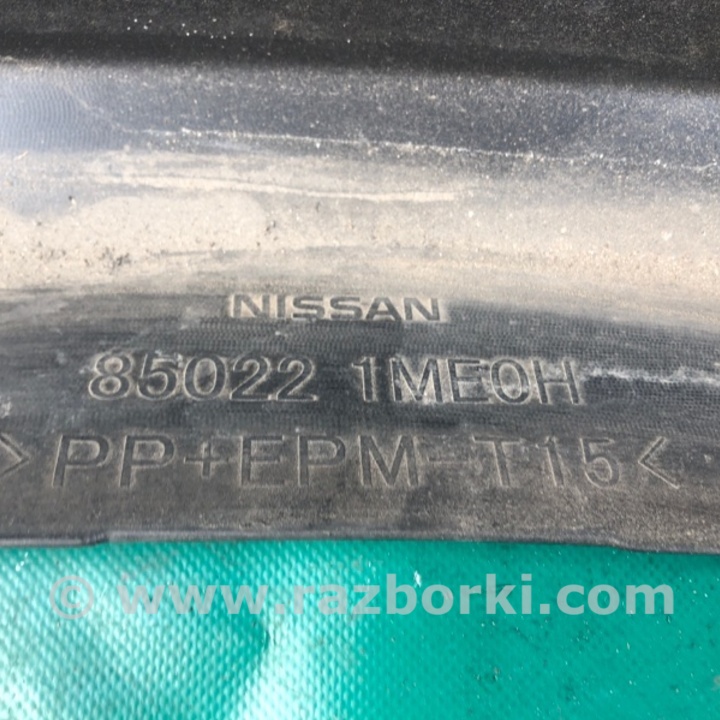 NISSAN
85022 1ME0H
>PP+EPM-T15<
© www.razborki.com